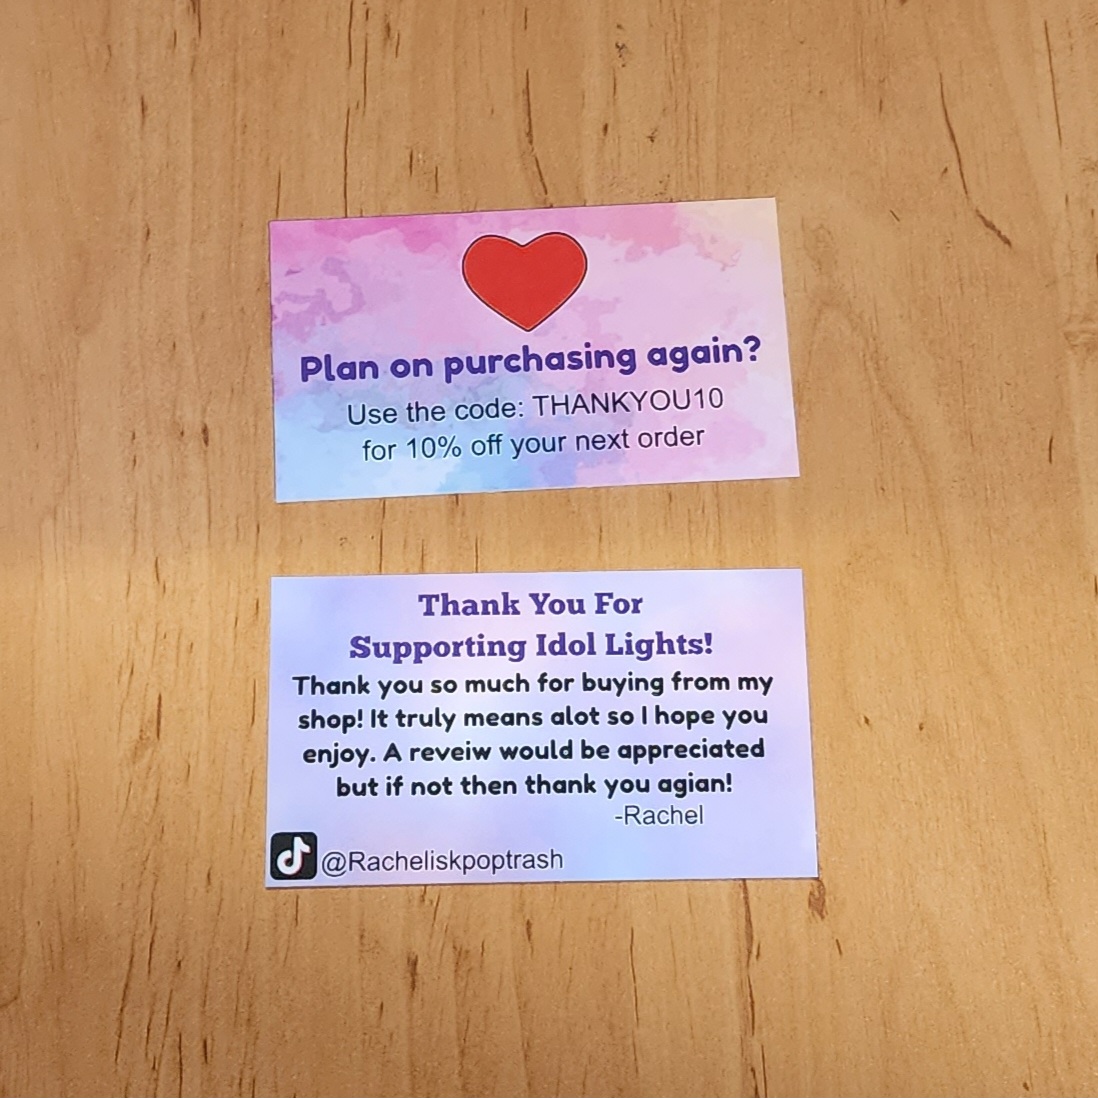 Plan on purchasing again?
Use the code: THANKYOU10
for 10% off your next order
Thank You For
Supporting Idol Lights!
Thank you so much for buying from my
shop! It truly means alot so I hope you
enjoy. A reveiw would be appreciated
but if not then thank you agian!
-Rachel
@Racheliskpoptrash